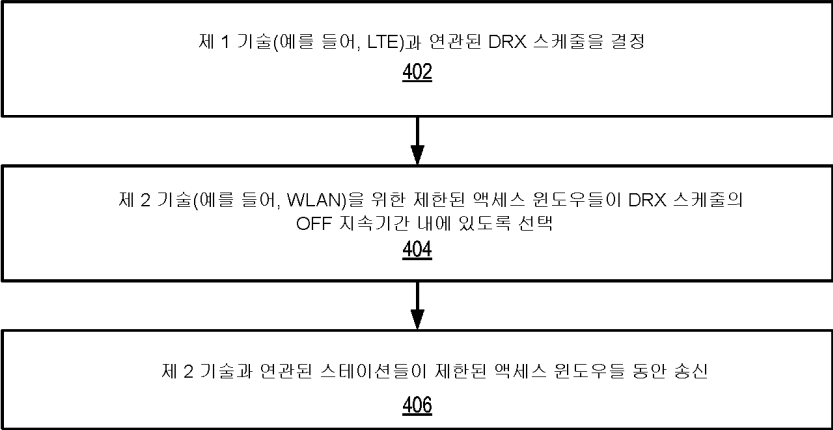 제 1 기술(예를 들어, LTE)과 연관된 DRX 스케줄을 결정
402
제 2 기술(예를 들어, WLAN)을 위한 제한된 액세스 윈도우들이 DRX 스케줄의
OFF 지속기간 내에 있도록 선택
404
제 2 기술과 연관된 스테이션들이 제한된 액세스 윈도우들 동안 송신
406